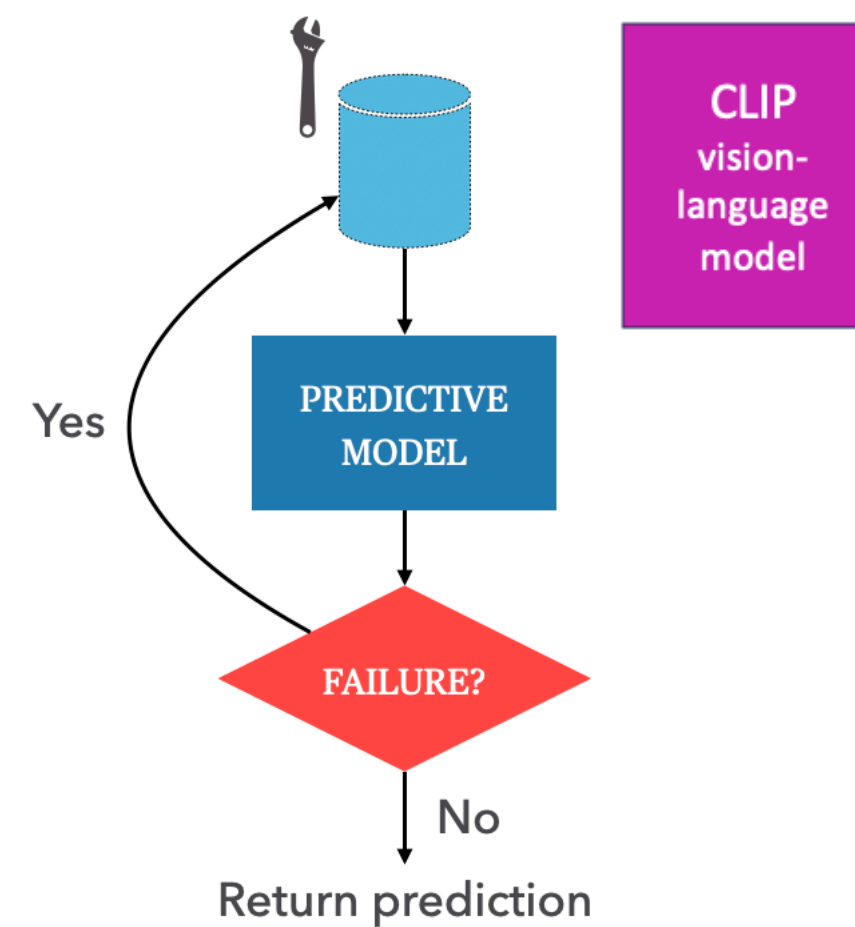 CLIP
vision-
language
model
PREDICTIVE
MODEL
Yes
FAILURE?
No
Return prediction